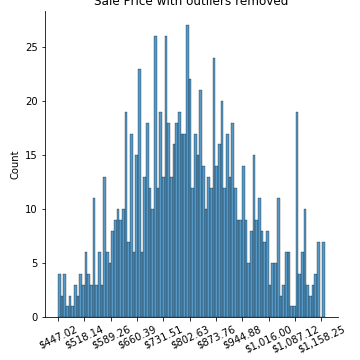 Sale Price with outliers removed
Count
25
20
15
10
5
0
$447.02 $518.14 $589.26 $660.39 $731.51 $802.63 $873.76 $944.88 $1,016.00 $1,087.12 $1,158.25